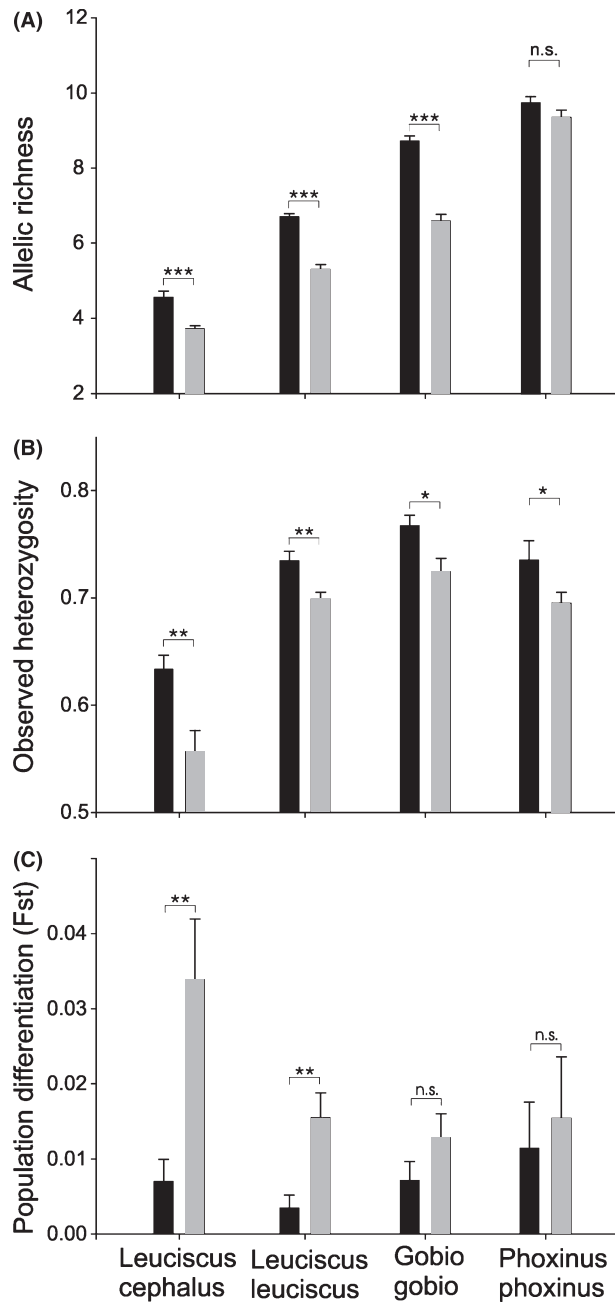 (A)
Allelic richness
12
10
8
6
4
2
***
***
***
n.s.
(B)
Observed heterozygosity
0.8
0.7
0.6
0.5
**
**
*
*
(C)
Population differentiation (Fst)
0.04
0.03
0.02
0.01
0.00
**
**
n.s.
n.s.
Leuciscus
cephalus
Leuciscus
leuciscus
Gobio
gobio
Phoxinus
phoxinus